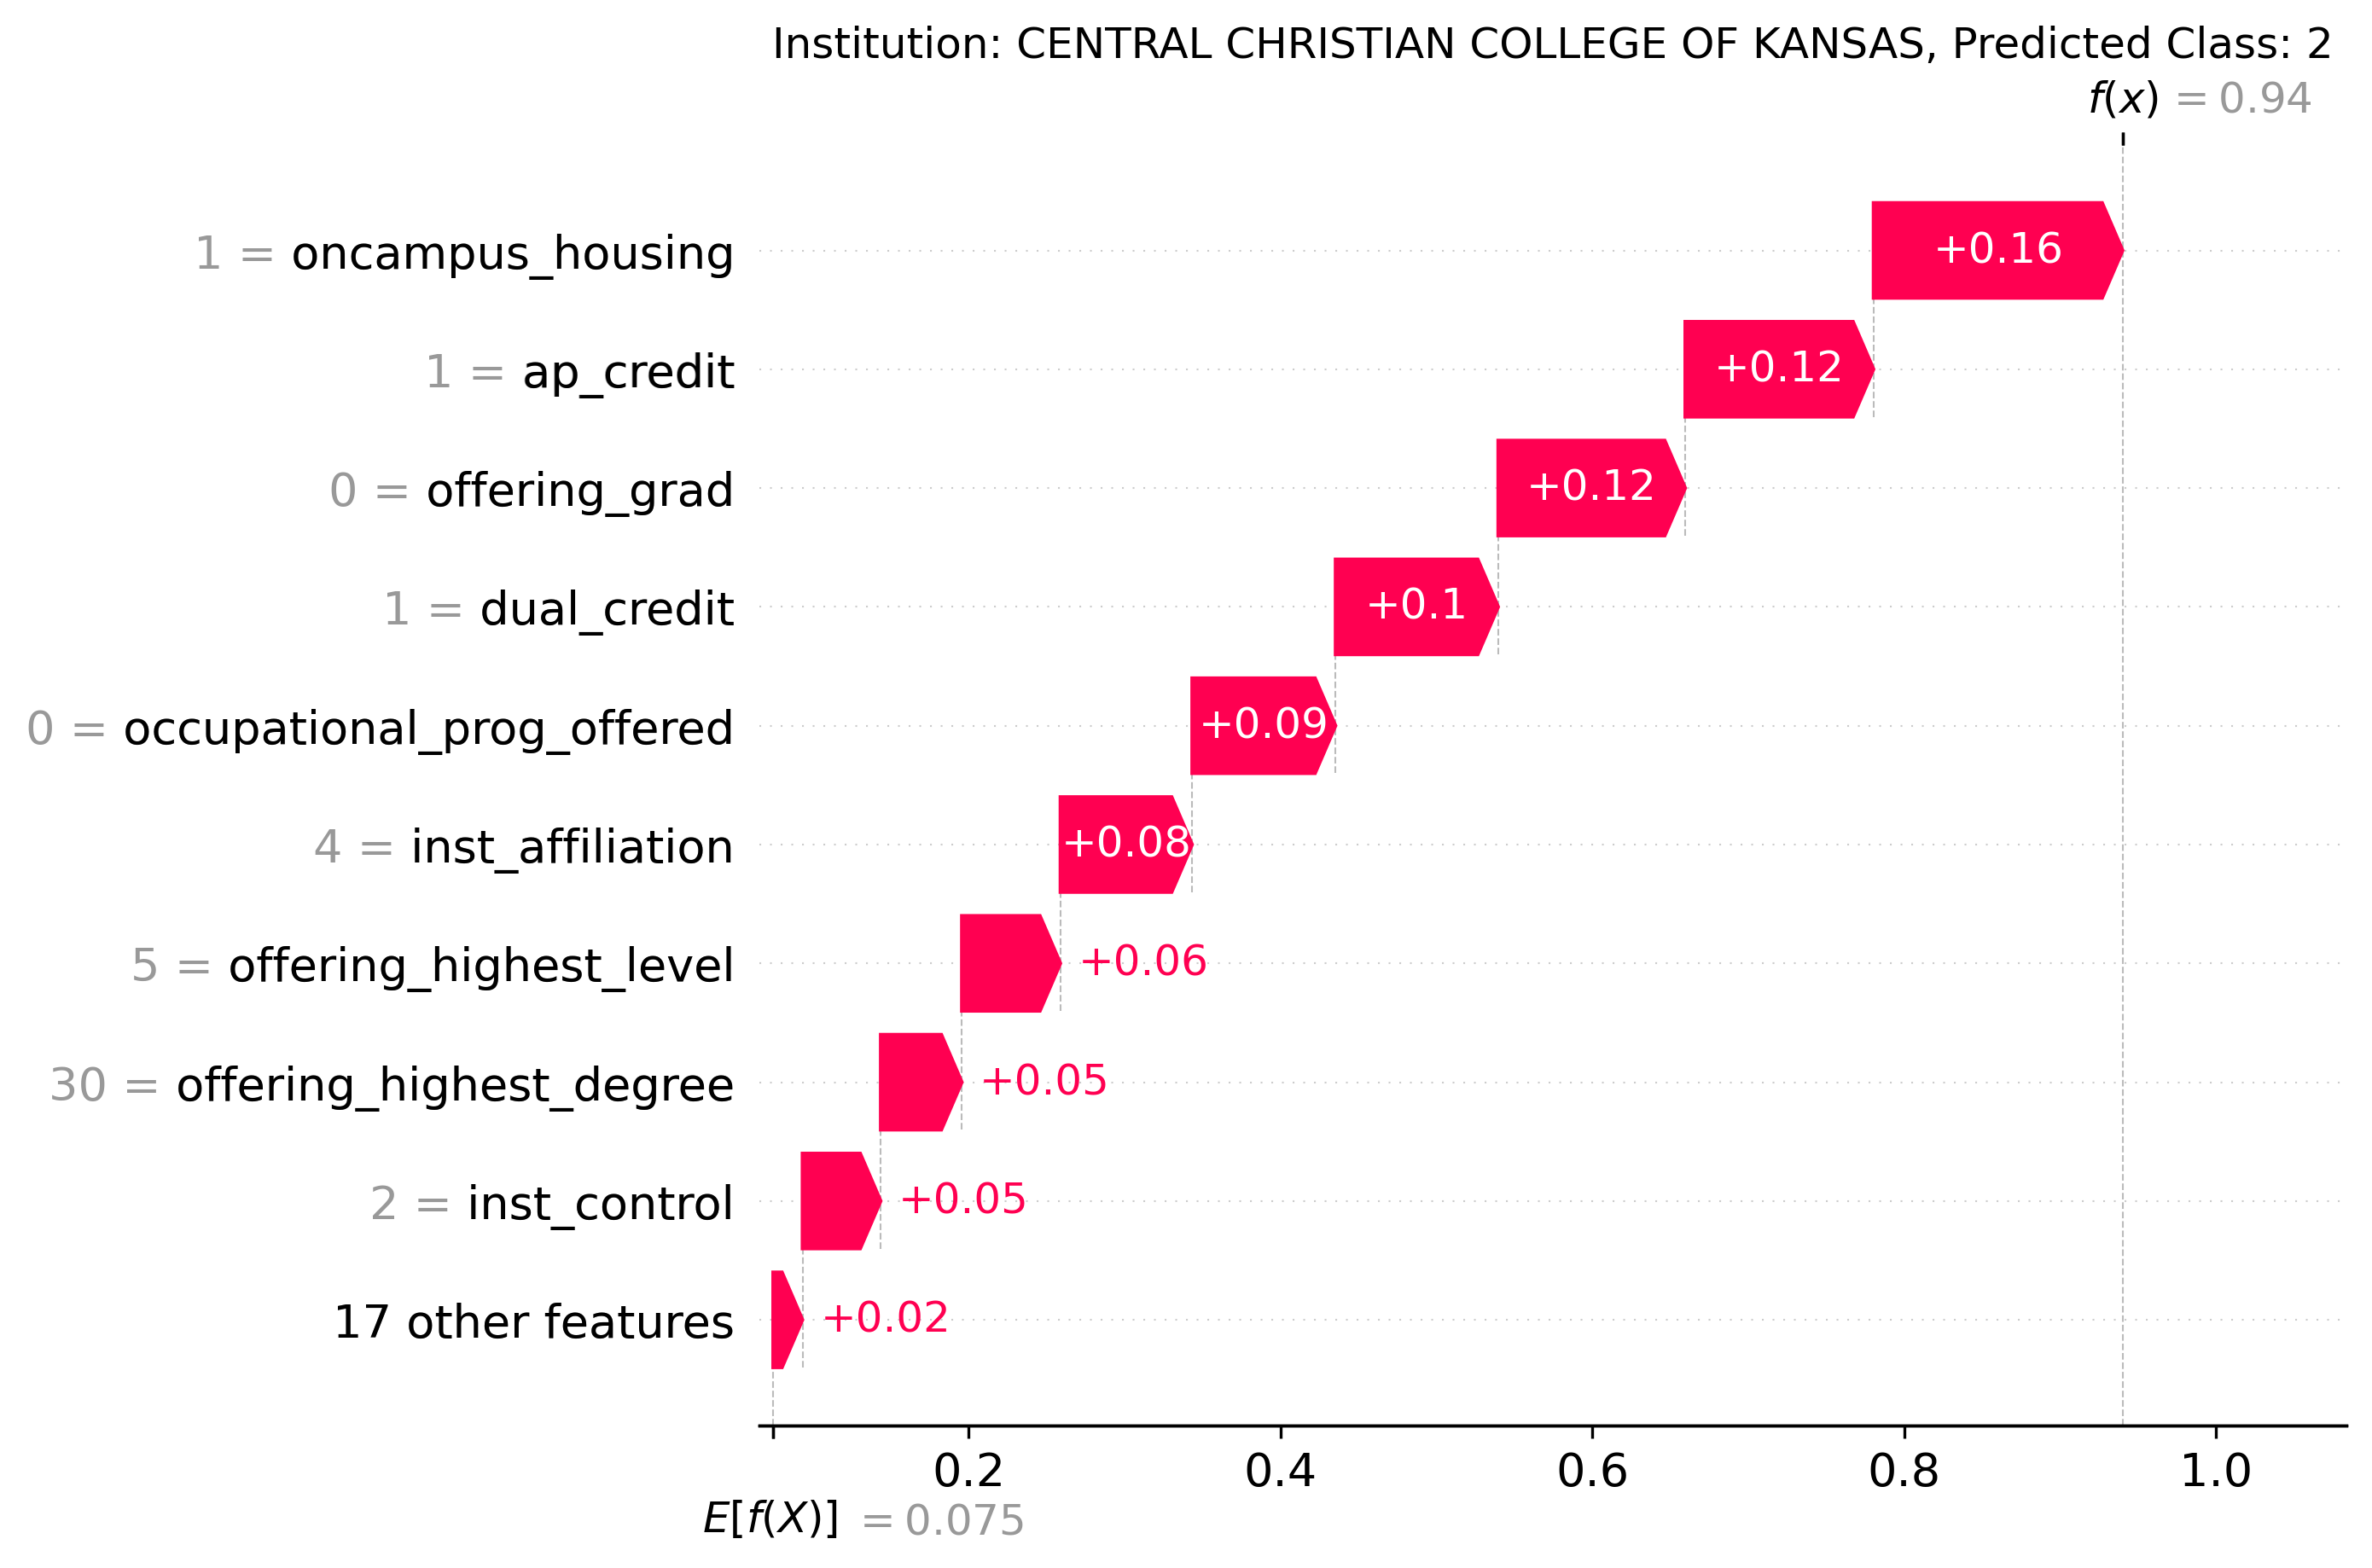 Institution: CENTRAL CHRISTIAN COLLEGE OF KANSAS, Predicted Class: 2
f(x) = 0.94
1 = oncampus_housing +0.16
1 = ap_credit +0.12
0 = offering_grad +0.12
1 = dual_credit +0.1
0 = occupational_prog_offered +0.09
4 = inst_affiliation +0.08
5 = offering_highest_level +0.06
30 = offering_highest_degree +0.05
2 = inst_control +0.05
17 other features +0.02
0.2 0.4 0.6 0.8 1.0
E[f(X)] = 0.075